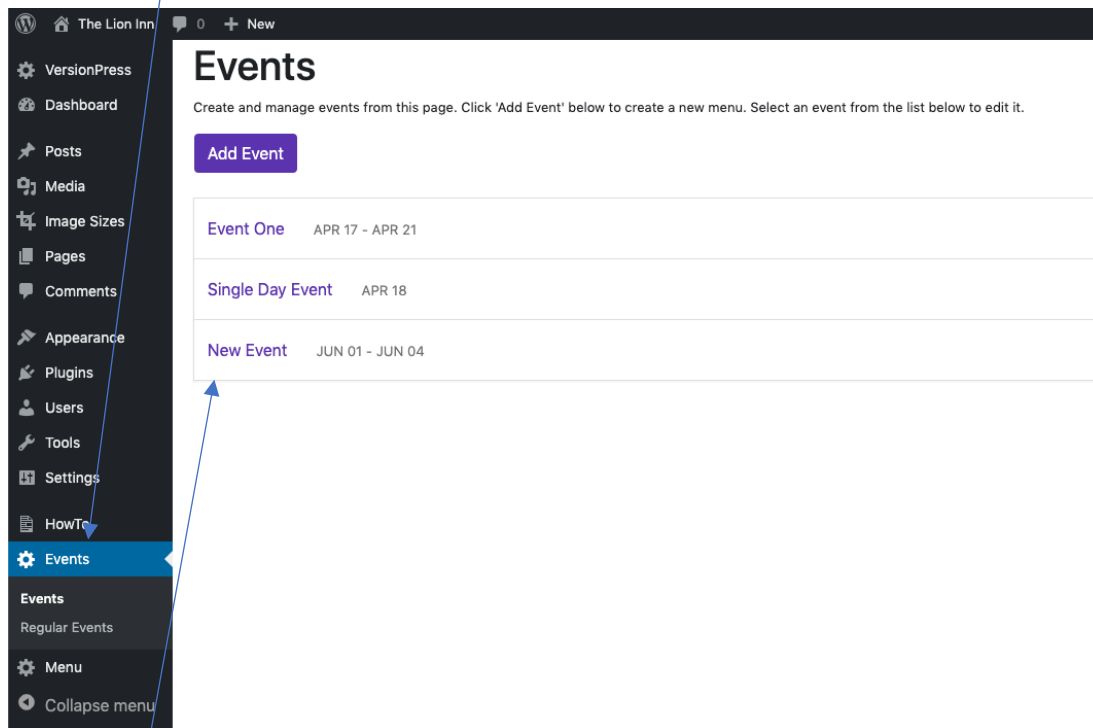 The Lion Inn 0 New
VersionPress
Dashboard
Posts
Media
Image Sizes
Pages
Comments
Appearance
Plugins
Users
Tools
Settings
HowTo
Events
Events
Regular Events
Menu
Collapse menu
Events
Create and manage events from this page. Click 'Add Event' below to create a new menu. Select an event from the list below to edit it.
Add Event
Event One APR 17 - APR 21
Single Day Event APR 18
New Event JUN 01 - JUN 04